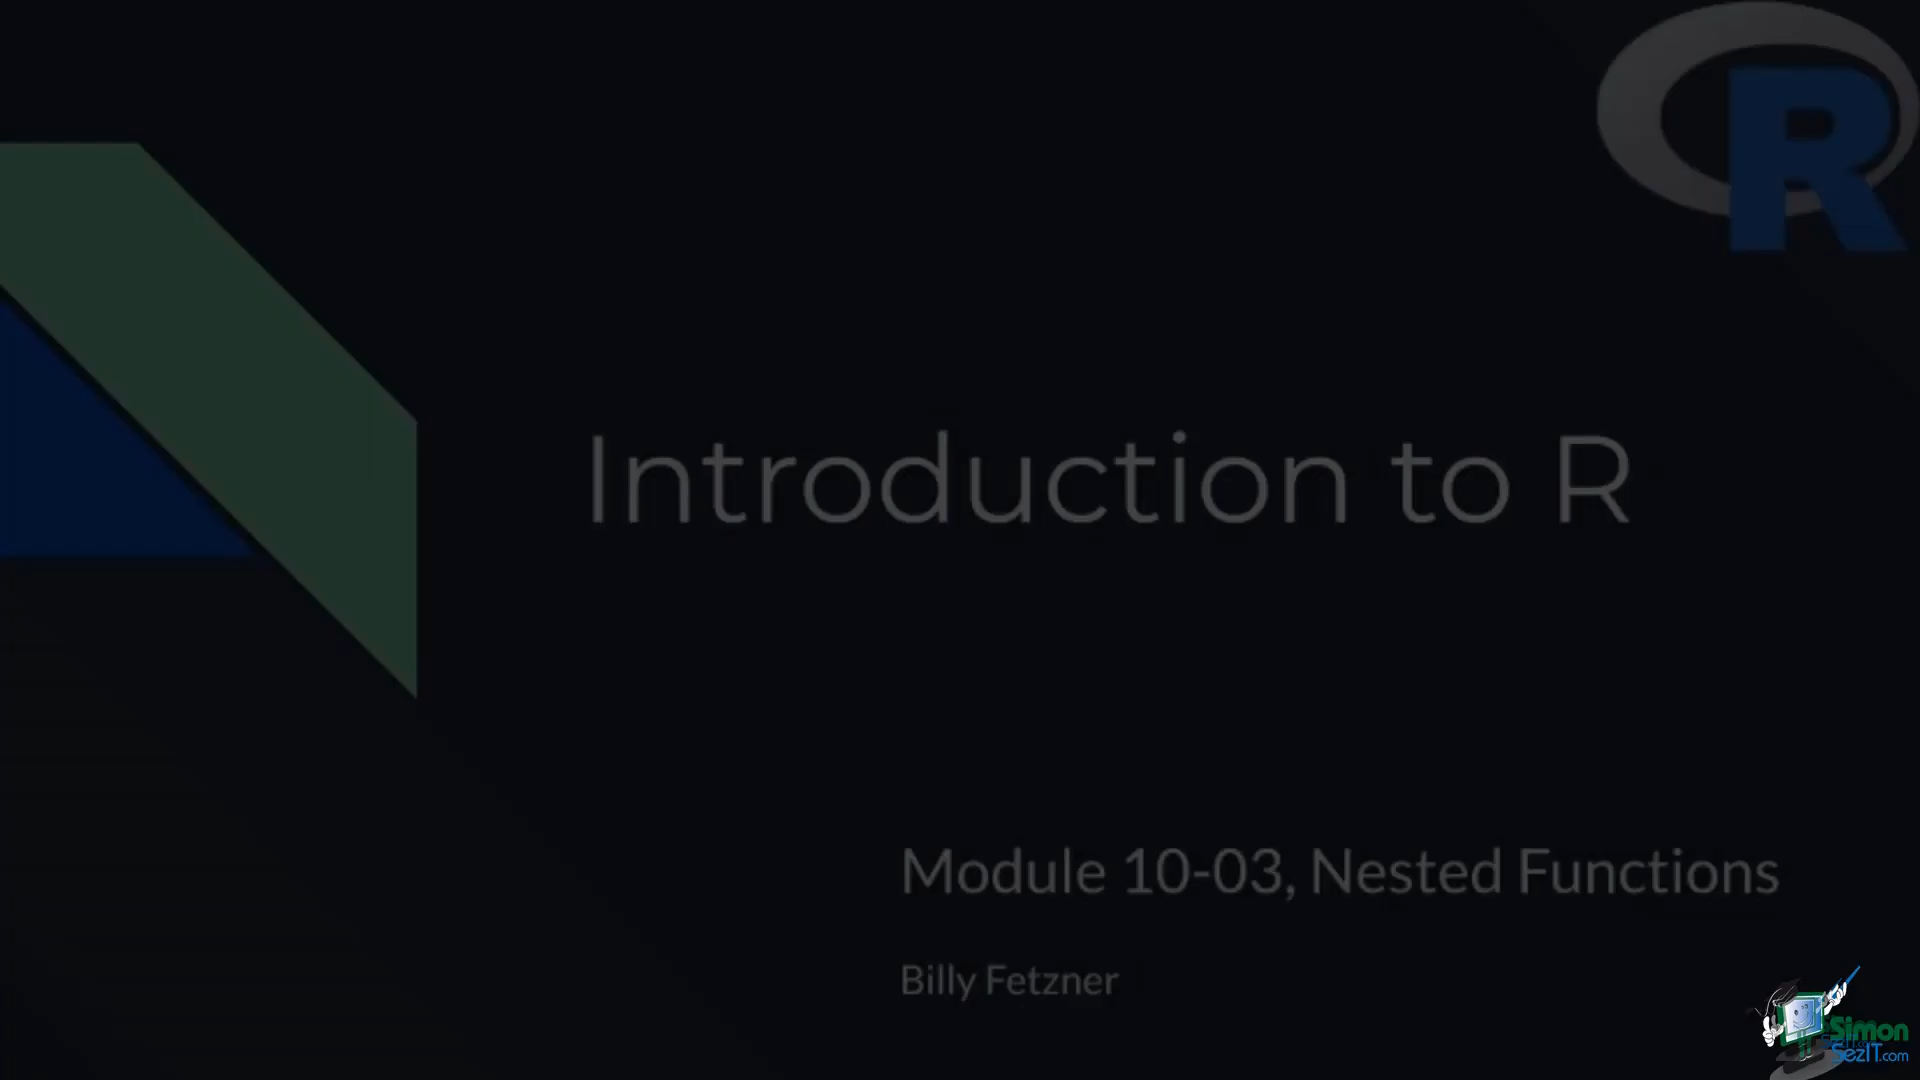 R
Introduction to R
Module 10-03, Nested Functions
Billy Fetzner
Simon
SezIT.com